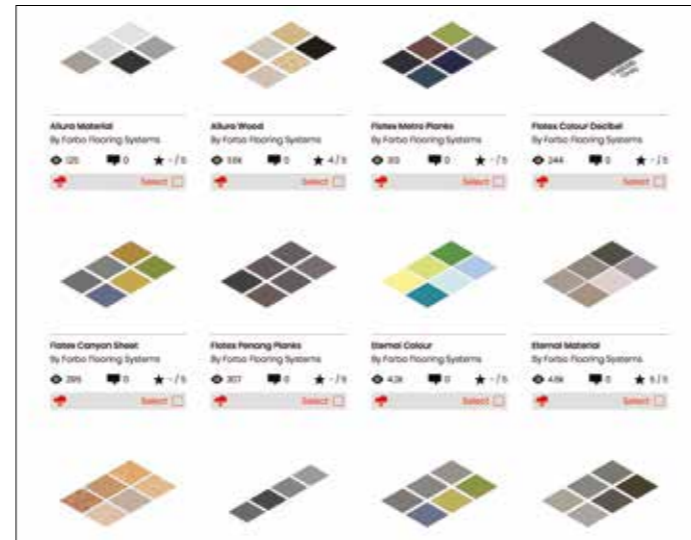 Allura Material
By Forbo Flooring Systems
125 0 - / 5
Select
Allura Wood
By Forbo Flooring Systems
0 4 / 5
Select
Flotex Metro Planks
By Forbo Flooring Systems
313 0 - / 5
Select
Flotex Colour Decibel
By Forbo Flooring Systems
244 0 - / 5
Select
Flotex Canyon Sheet
By Forbo Flooring Systems
0 - / 5
Select
Flotex Penang Planks
By Forbo Flooring Systems
307 0 - / 5
Select
Eternal Colour
By Forbo Flooring Systems
0 - / 5
Select
Eternal Material
By Forbo Flooring Systems
4.6k 0 5 / 5
Select